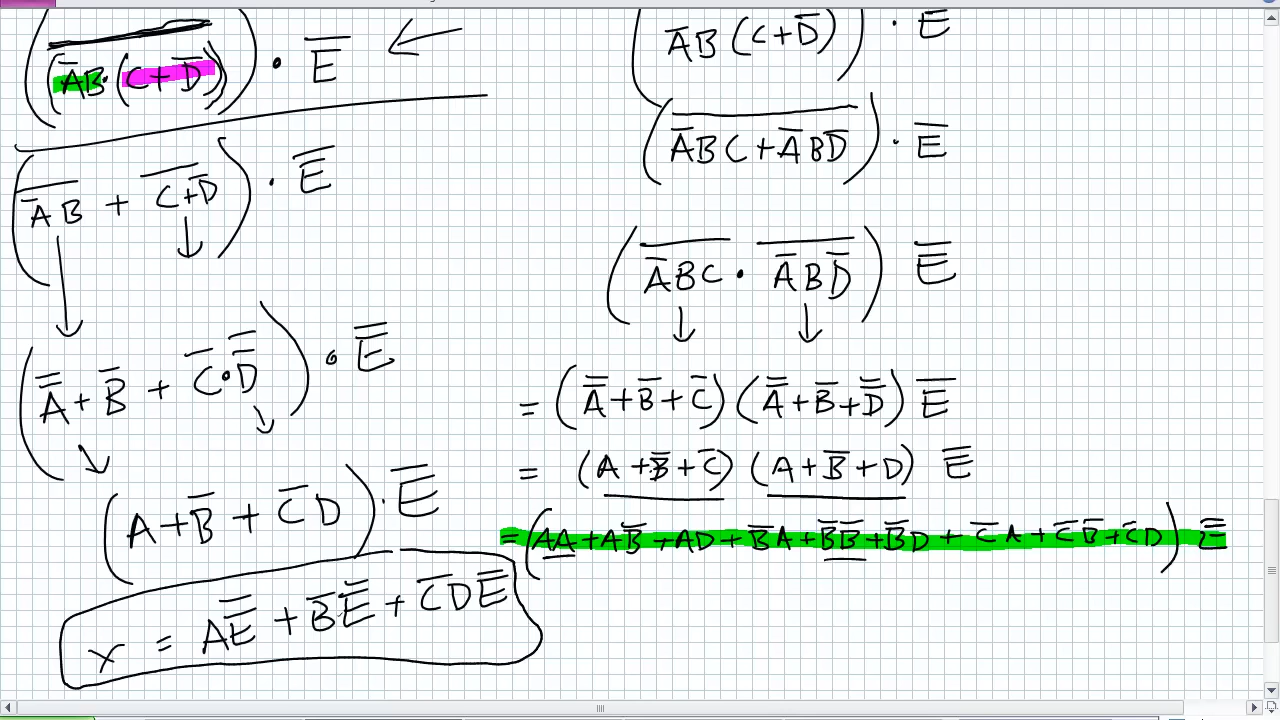 (( A̿B̅·̅(̅C̅+̅D̿)̅ )) · E̅ ←
( A̿B̅ + C̅+̅D̿ ) · E̅
( A̿ + B̅ + C̅·D̿ ) · E̅
( A + B̅ + C̅D ) · E̅
x = AE̅ + B̅E̅ + C̅DE̅
( A̅B(C+D̅) ) · E̅
( A̿B̅C̅+̅A̿B̅D̿ ) · E̅
( A̿B̅C̅ · A̿B̅D̿ ) E̅
= (A̿+B̅+C̅)(A̿+B̅+D̿) E̅
= (A+B̅+C̅)(A+B̅+D) E̅
= (AA+AB̅+AD+B̅A+B̅B̅+B̅D+C̅A+C̅B̅+C̅D) E̅